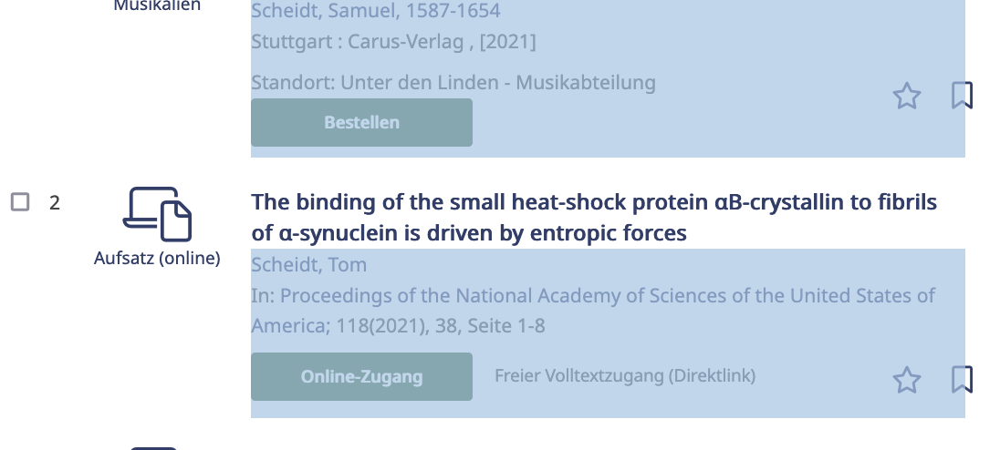 Musikalien
Scheidt, Samuel, 1587-1654
Stuttgart : Carus-Verlag , [2021]
Standort: Unter den Linden - Musikabteilung
Bestellen
2
Aufsatz (online)
The binding of the small heat-shock protein αB-crystallin to fibrils
of α-synuclein is driven by entropic forces
Scheidt, Tom
In: Proceedings of the National Academy of Sciences of the United States of
America; 118(2021), 38, Seite 1-8
Online-Zugang
Freier Volltextzugang (Direktlink)